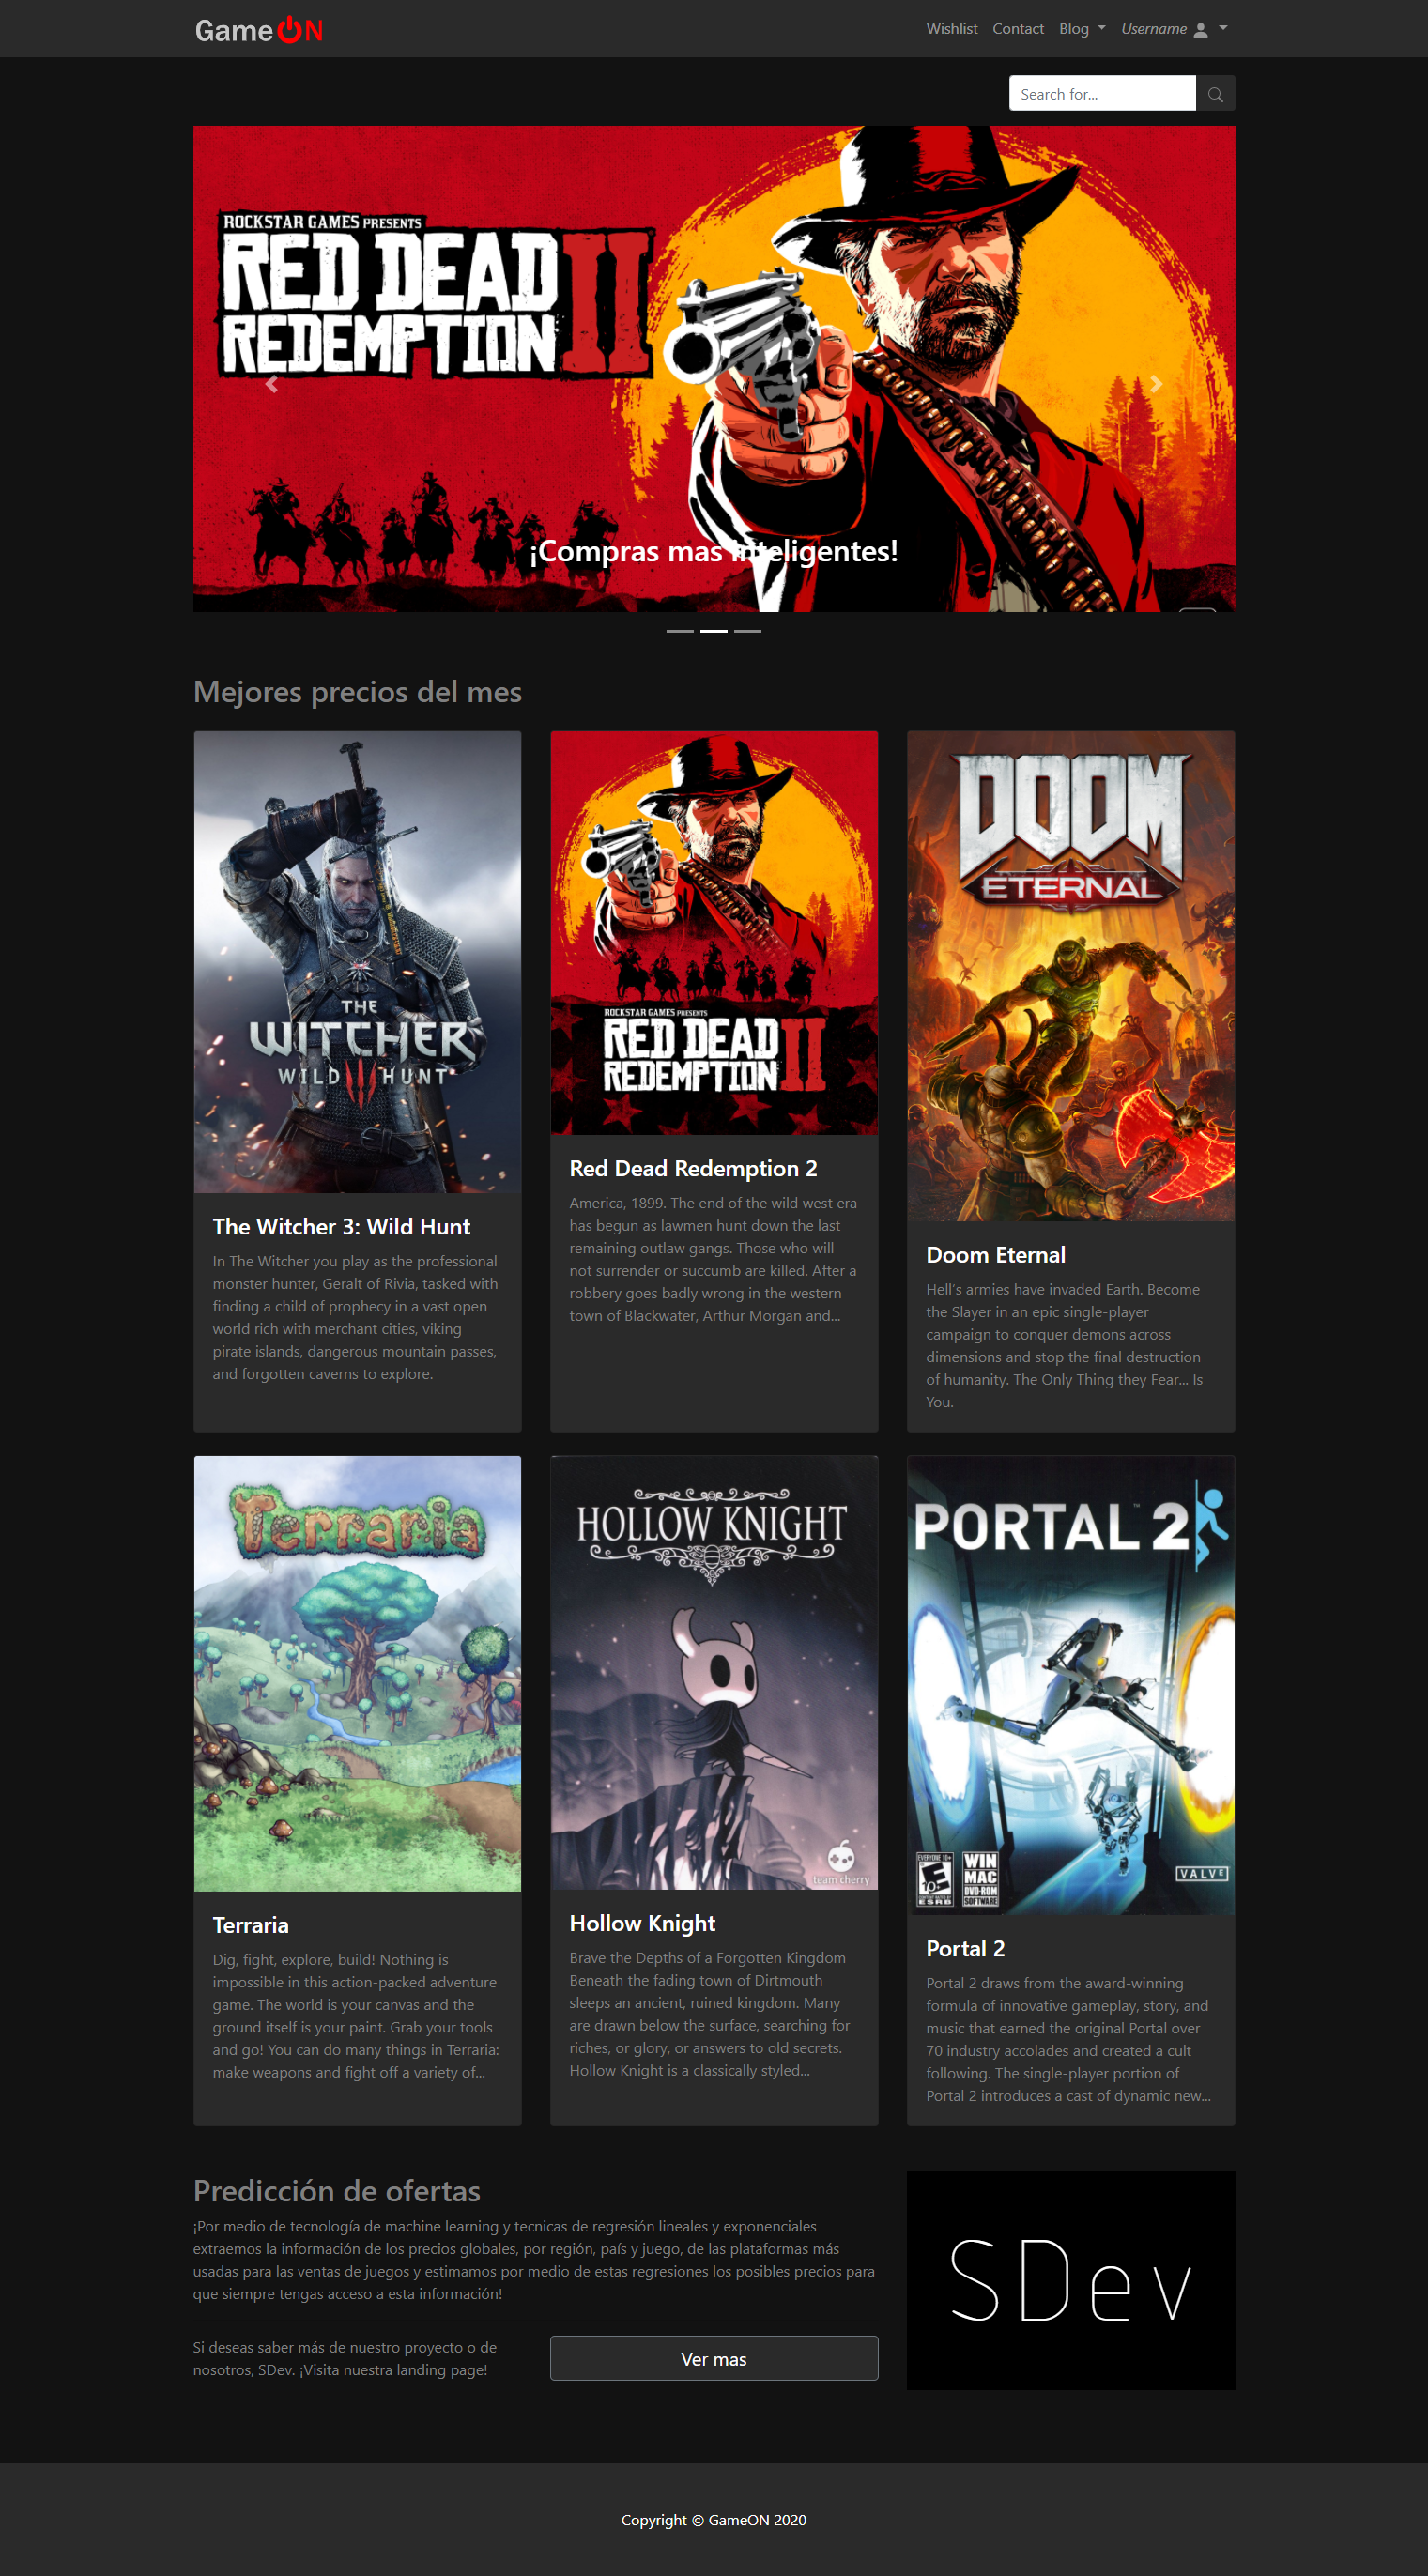 GameON
Wishlist Contact Blog Username
Search for...
ROCKSTAR GAMES PRESENTS
RED DEAD
REDEMPTION II
¡Compras mas inteligentes!
Mejores precios del mes
THE
WITCHER
WILD III HUNT
The Witcher 3: Wild Hunt
In The Witcher you play as the professional
monster hunter, Geralt of Rivia, tasked with
finding a child of prophecy in a vast open
world rich with merchant cities, viking
pirate islands, dangerous mountain passes,
and forgotten caverns to explore.
ROCKSTAR GAMES PRESENTS
RED DEAD
REDEMPTION II
Red Dead Redemption 2
America, 1899. The end of the wild west era
has begun as lawmen hunt down the last
remaining outlaw gangs. Those who will
not surrender or succumb are killed. After a
robbery goes badly wrong in the western
town of Blackwater, Arthur Morgan and...
DOOM
ETERNAL
Doom Eternal
Hell's armies have invaded Earth. Become
the Slayer in an epic single-player
campaign to conquer demons across
dimensions and stop the final destruction
of humanity. The Only Thing they Fear... Is
You.
Terraria
Terraria
Dig, fight, explore, build! Nothing is
impossible in this action-packed adventure
game. The world is your canvas and the
ground itself is your paint. Grab your tools
and go! You can do many things in Terraria:
make weapons and fight off a variety of...
HOLLOW KNIGHT
team cherry
Hollow Knight
Brave the Depths of a Forgotten Kingdom
Beneath the fading town of Dirtmouth
sleeps an ancient, ruined kingdom. Many
are drawn below the surface, searching for
riches, or glory, or answers to old secrets.
Hollow Knight is a classically styled...
PORTAL 2
EVERYONE 10+
E
ESRB
WIN
MAC
DVD-ROM
SOFTWARE
VALVE
Portal 2
Portal 2 draws from the award-winning
formula of innovative gameplay, story, and
music that earned the original Portal over
70 industry accolades and created a cult
following. The single-player portion of
Portal 2 introduces a cast of dynamic new...
Predicción de ofertas
¡Por medio de tecnología de machine learning y tecnicas de regresión lineales y exponenciales
extraemos la información de los precios globales, por región, país y juego, de las plataformas más
usadas para las ventas de juegos y estimamos por medio de estas regresiones los posibles precios para
que siempre tengas acceso a esta información!
Si deseas saber más de nuestro proyecto o de
nosotros, SDev. ¡Visita nuestra landing page!
Ver mas
SDev
Copyright © GameON 2020